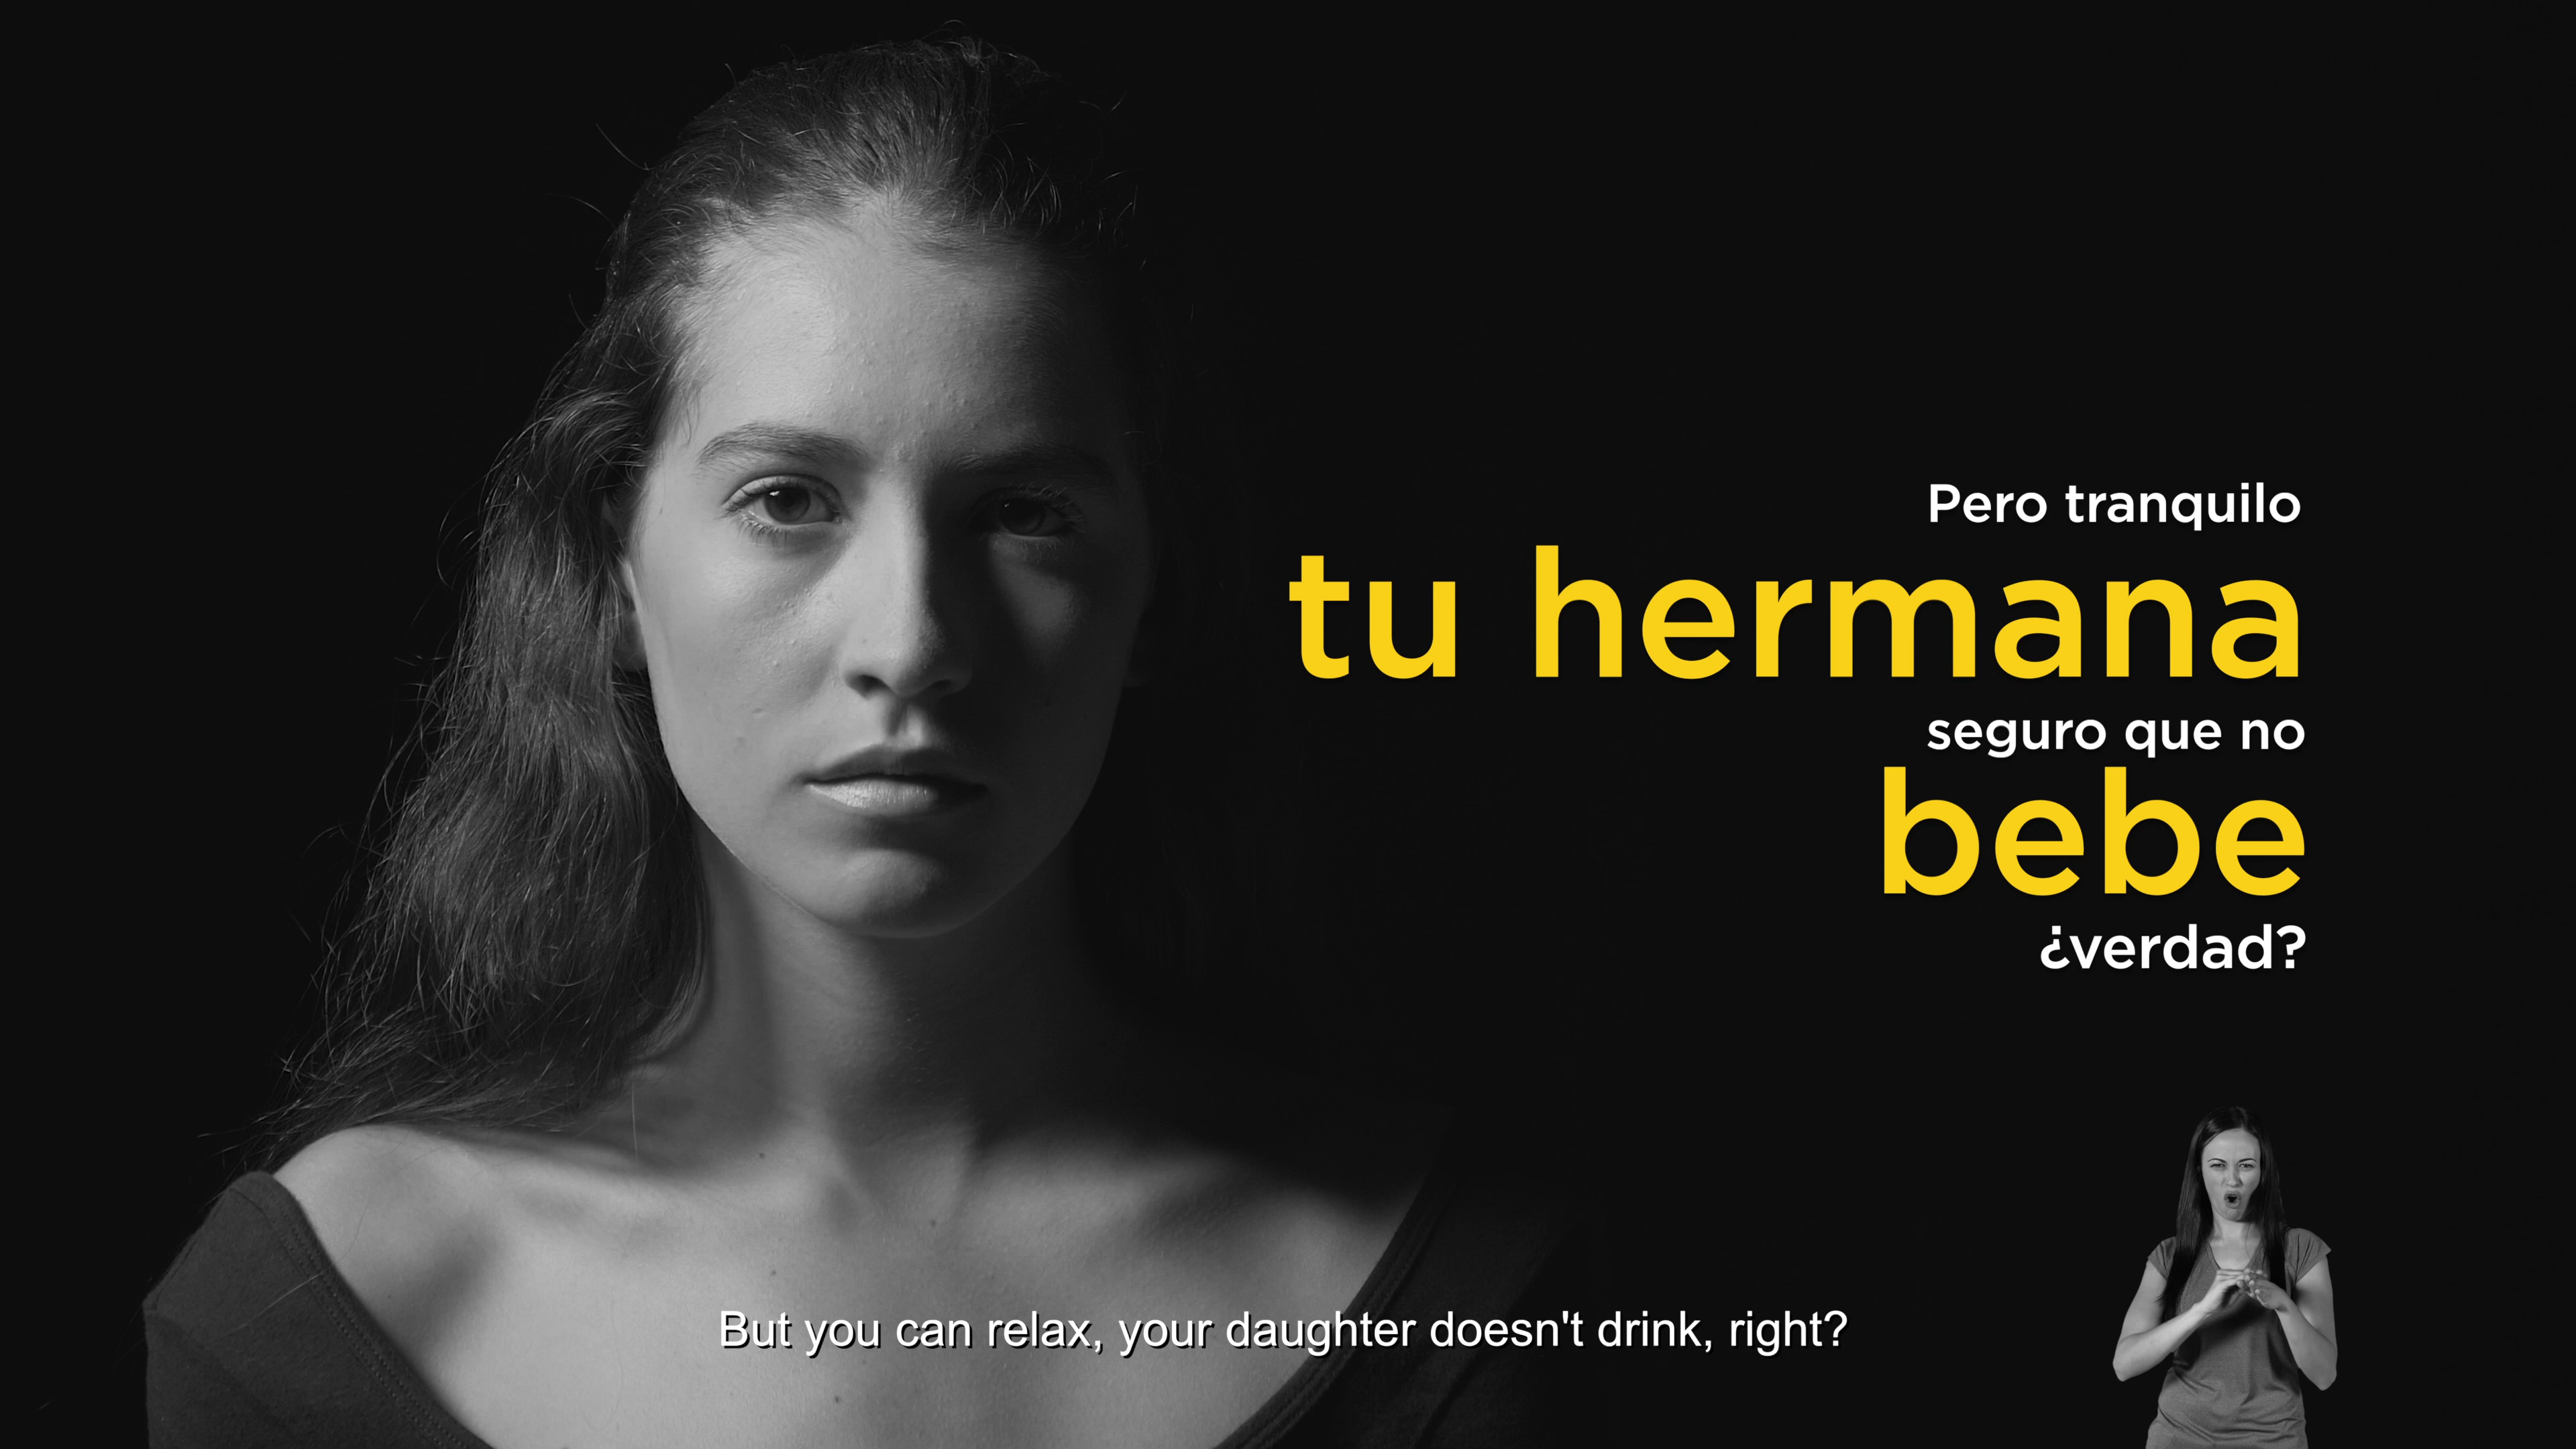 Pero tranquilo
tu hermana
seguro que no
bebe
¿verdad?
But you can relax, your daughter doesn't drink, right?